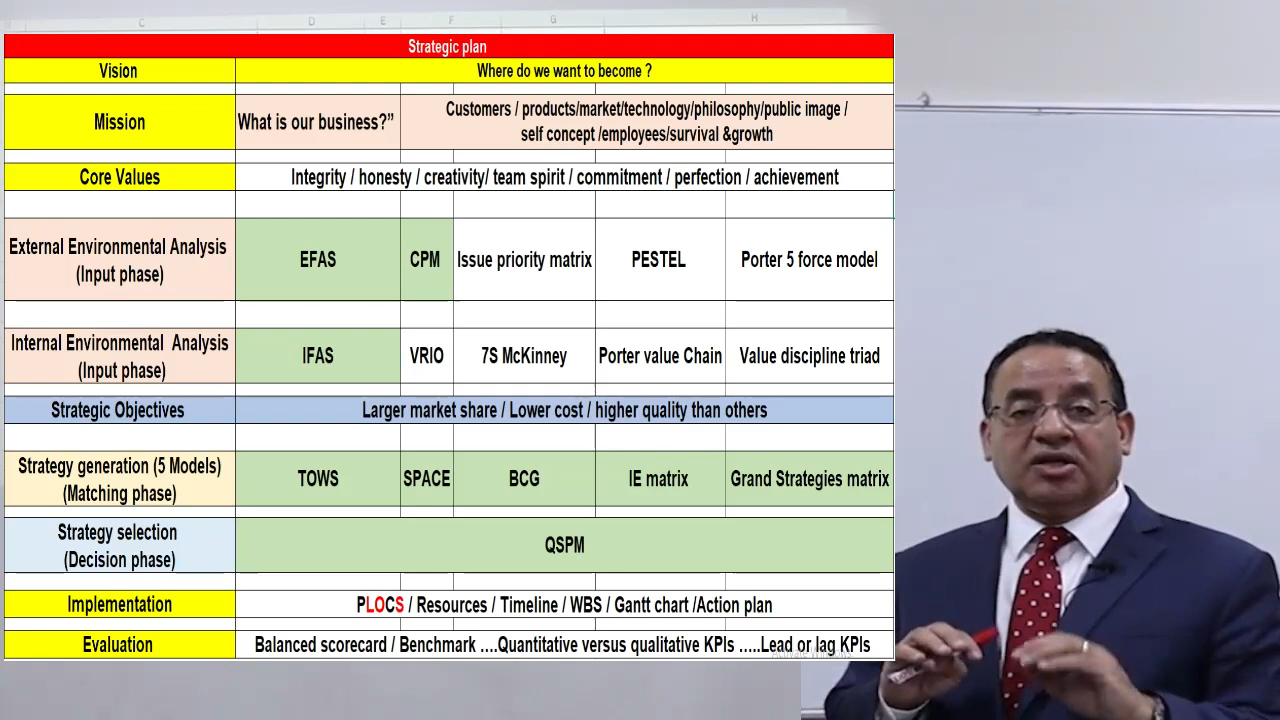 C D E F G H
Strategic plan
Vision Where do we want to become ?
Mission What is our business?” Customers / products/market/technology/philosophy/public image /
self concept /employees/survival &growth
Core Values Integrity / honesty / creativity/ team spirit / commitment / perfection / achievement
External Environmental Analysis
(Input phase) EFAS CPM Issue priority matrix PESTEL Porter 5 force model
Internal Environmental Analysis
(Input phase) IFAS VRIO 7S McKinney Porter value Chain Value discipline triad
Strategic Objectives Larger market share / Lower cost / higher quality than others
Strategy generation (5 Models)
(Matching phase) TOWS SPACE BCG IE matrix Grand Strategies matrix
Strategy selection
(Decision phase) QSPM
Implementation PLOCS / Resources / Timeline / WBS / Gantt chart /Action plan
Evaluation Balanced scorecard / Benchmark ....Quantitative versus qualitative KPIs .....Lead or lag KPIs
Activate Windows